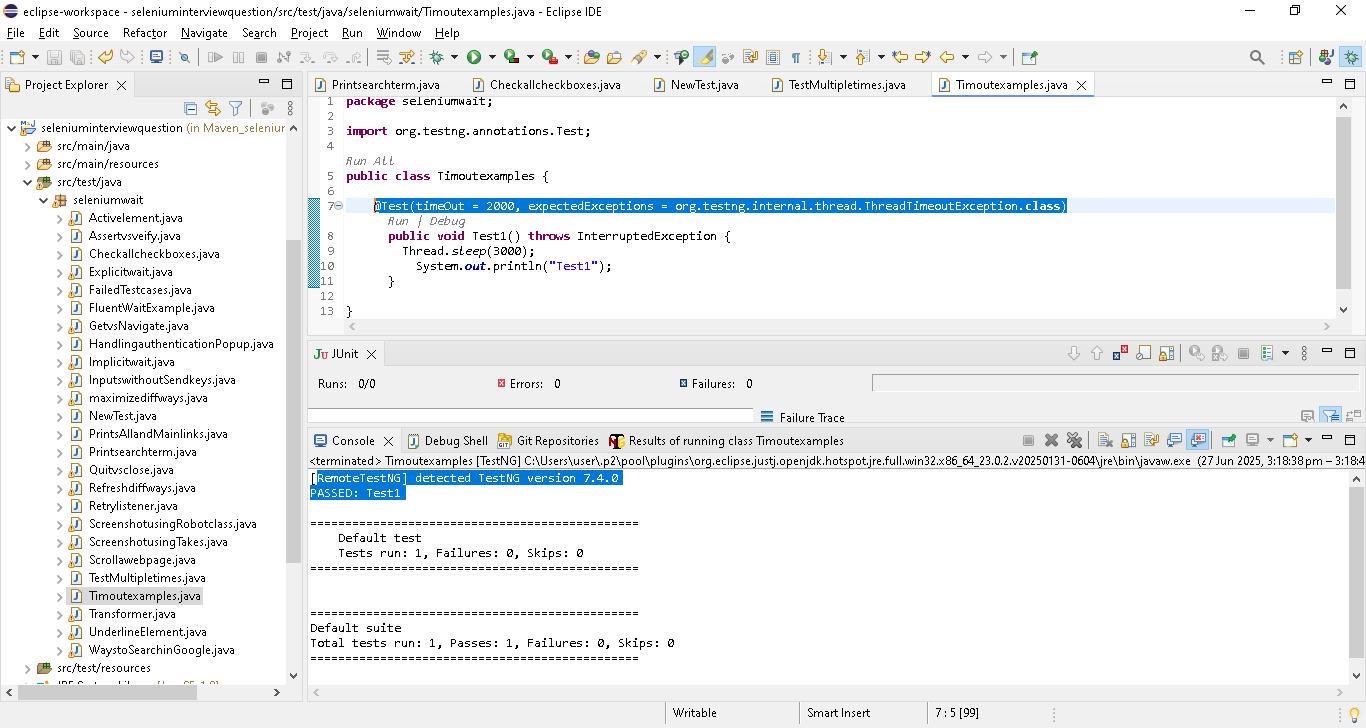 eclipse-workspace - seleniuminterviewquestion/src/test/java/seleniumwait/Timoutexamples.java - Eclipse IDE
File Edit Source Refactor Navigate Search Project Run Window Help
Project Explorer
Printsearchterm.java Checkallcheckboxes.java NewTest.java TestMultipletimes.java Timoutexamples.java
seleniuminterviewquestion (in Maven_seleniur
src/main/java
src/main/resources
src/test/java
seleniumwait
Activelement.java
Assertvsveify.java
Checkallcheckboxes.java
Explicitwait.java
FailedTestcases.java
FluentWaitExample.java
GetvsNavigate.java
HandlingauthenticationPopup.java
Implicitwait.java
InputswithoutSendkeys.java
maximizediffways.java
NewTest.java
PrintsAllandMainlinks.java
Printsearchterm.java
Quitvsclose.java
Refreshdiffways.java
Retrylistener.java
ScreenshotusingRobotclass.java
ScreenshotusingTakes.java
Scrollawebpage.java
TestMultipletimes.java
Timoutexamples.java
Transformer.java
UnderlineElement.java
WaystoSearchinGoogle.java
src/test/resources
1 package seleniumwait;
2
3 import org.testng.annotations.Test;
4
Run All
5 public class Timoutexamples {
6
7 @Test(timeOut = 2000, expectedExceptions = org.testng.internal.thread.ThreadTimeoutException.class)
Run | Debug
8 public void Test1() throws InterruptedException {
9 Thread.sleep(3000);
10 System.out.println("Test1");
11 }
12
13 }
JUnit
Runs: 0/0 Errors: 0 Failures: 0
Failure Trace
Console Debug Shell Git Repositories Results of running class Timoutexamples
<terminated> Timoutexamples [TestNG] C:\Users\user\.p2\pool\plugins\org.eclipse.justj.openjdk.hotspot.jre.full.win32.x86_64_23.0.2.v20250131-0604\jre\bin\javaw.exe (27 Jun 2025, 3:18:38 pm – 3:18:4
[RemoteTestNG] detected TestNG version 7.4.0
PASSED: Test1
===============================================
Default test
Tests run: 1, Failures: 0, Skips: 0
===============================================
===============================================
Default suite
Total tests run: 1, Passes: 1, Failures: 0, Skips: 0
===============================================
Writable Smart Insert 7 : 5 [99]